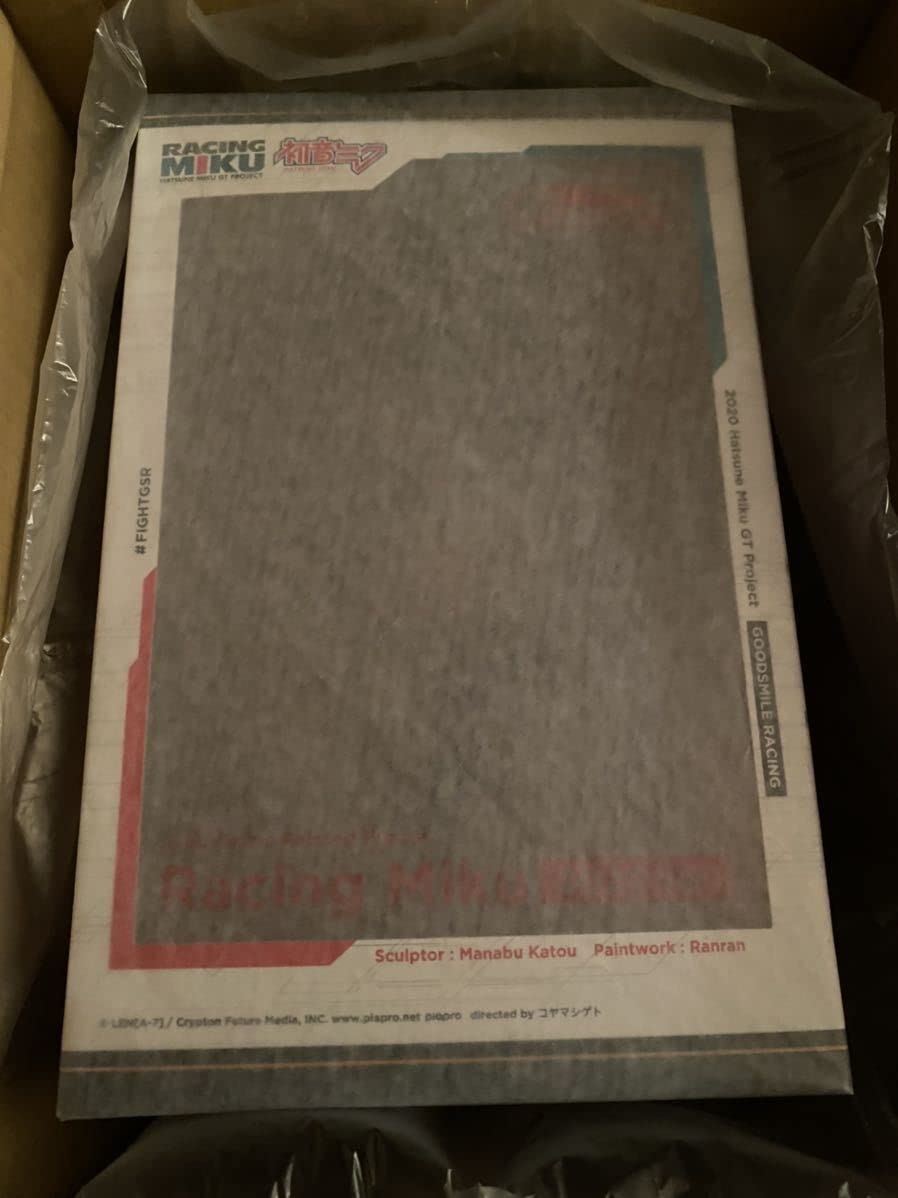 RACING
MIKU
HATSUNE MIKU GT PROJECT
初音ミク
HATSUNE MIKU
#FIGHTGSR
2020 Hatsune Miku GT Project
GOODSMILE RACING
Racing Miku
Sculptor : Manabu Katou Paintwork : Ranran
/ Crypton Future Media, INC. www.piapro.net piapro directed by コヤマシゲト